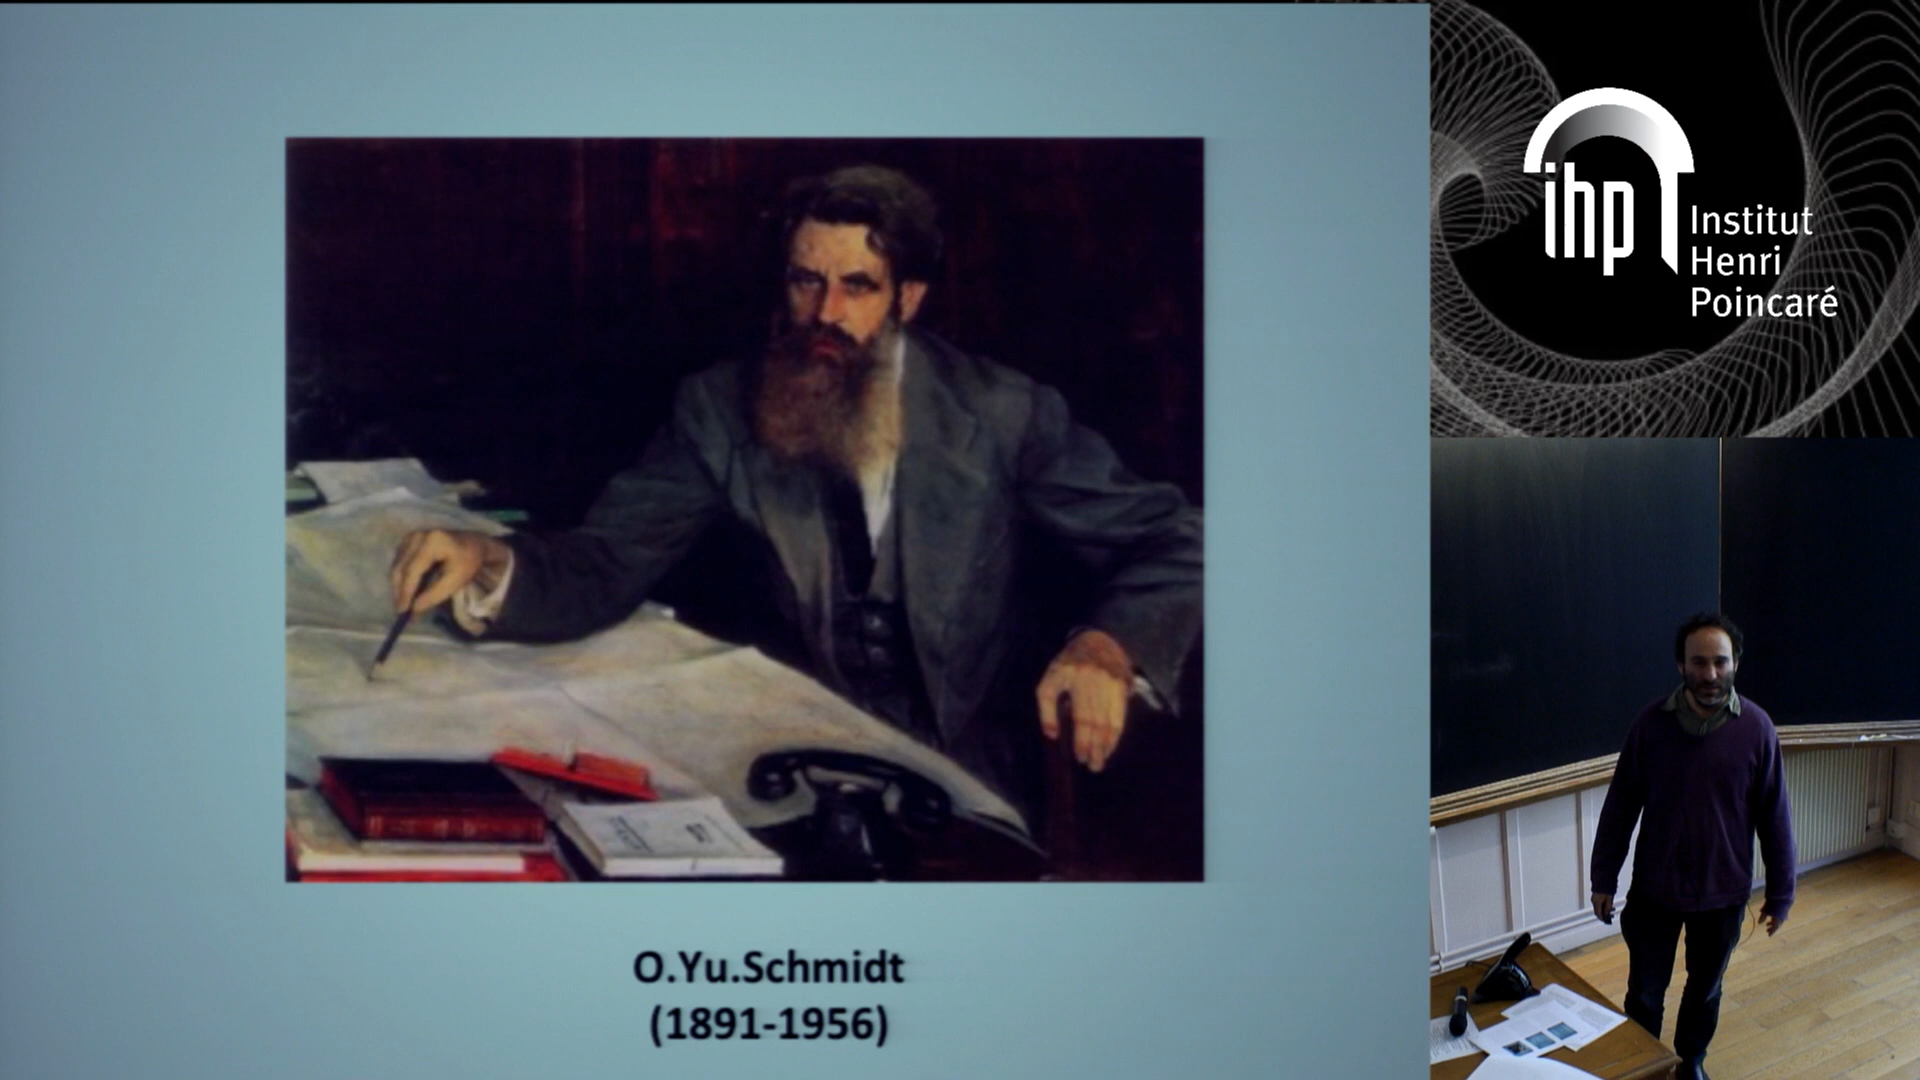 O.Yu.Schmidt
(1891-1956)
ihp
Institut
Henri
Poincaré